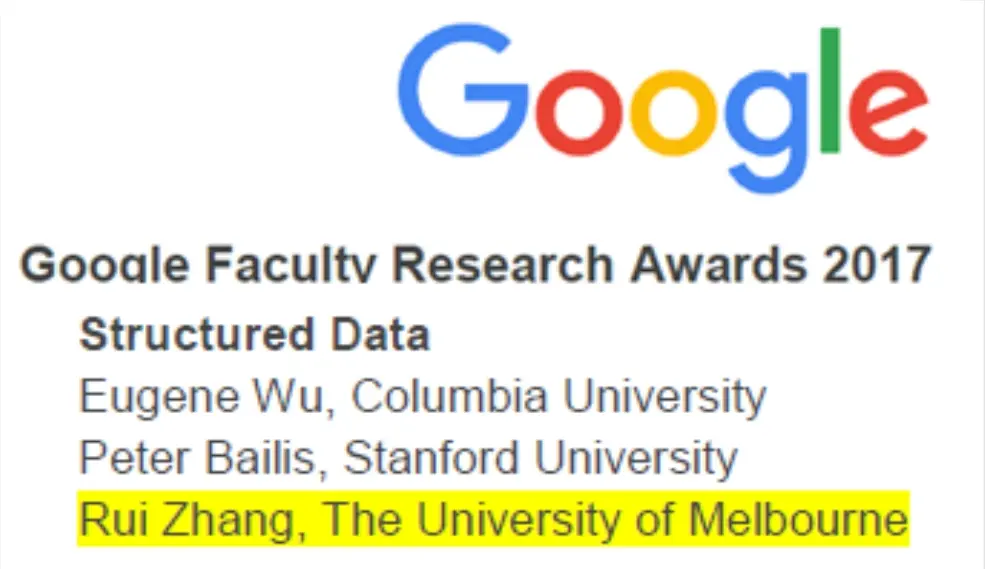 Google
Google Faculty Research Awards 2017
Structured Data
Eugene Wu, Columbia University
Peter Bailis, Stanford University
Rui Zhang, The University of Melbourne